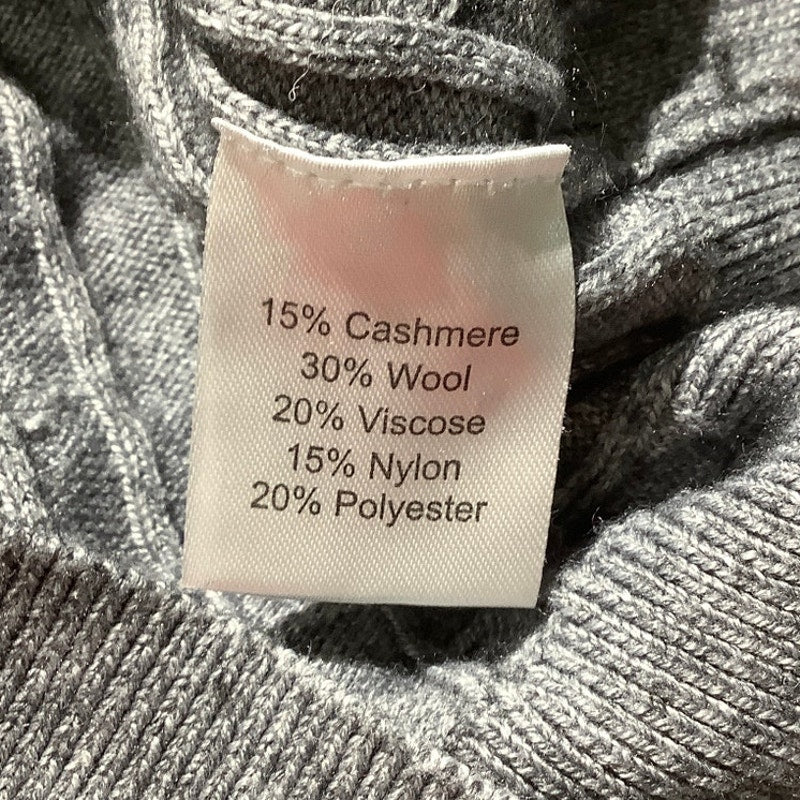 15% Cashmere
30% Wool
20% Viscose
15% Nylon
20% Polyester